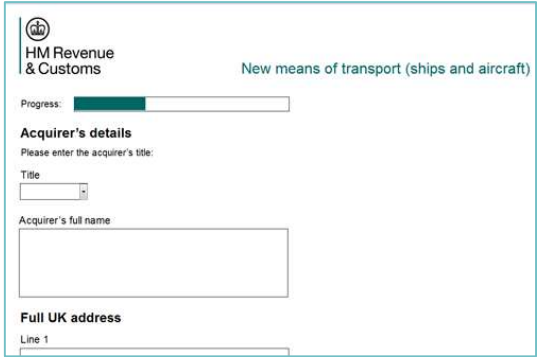 HM Revenue
& Customs
New means of transport (ships and aircraft)
Progress:
Acquirer's details
Please enter the acquirer's title:
Title
Acquirer's full name
Full UK address
Line 1